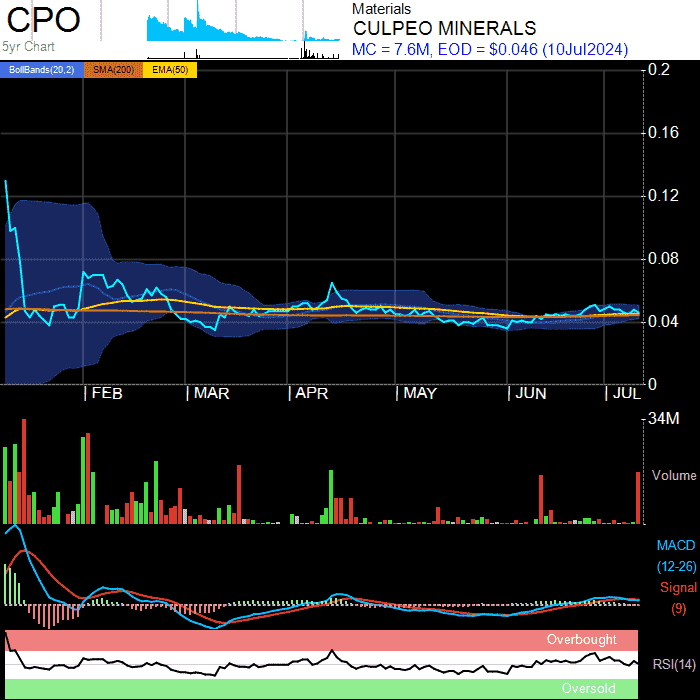 CPO
5yr Chart
Materials
CULPEO MINERALS
MC = 7.6M, EOD = $0.046 (10Jul2024)
BollBands(20,2) SMA(200) EMA(50)
0.2
0.16
0.12
0.08
0.04
0
FEB MAR APR MAY JUN JUL
34M
Volume
MACD
(12-26)
Signal
(9)
Overbought
RSI(14)
Oversold